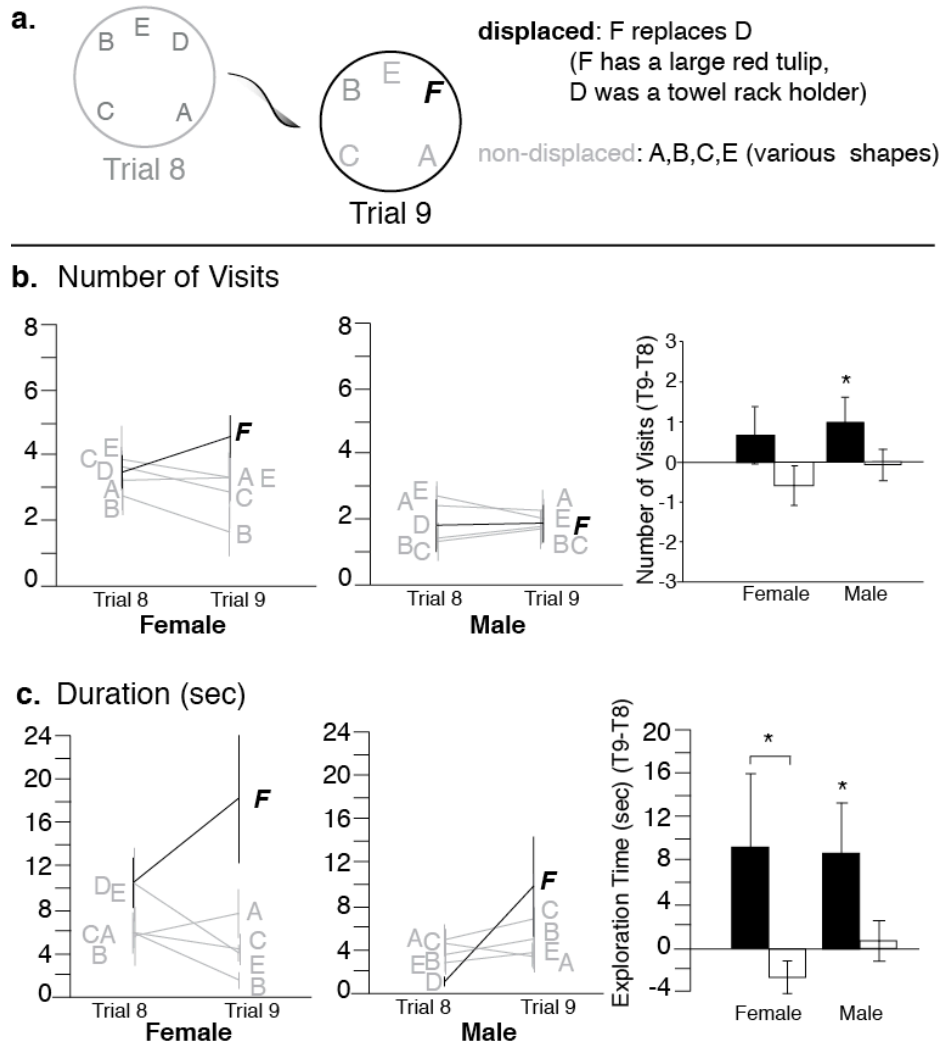 a.
E
B D
C A
Trial 8
E
B F
C A
Trial 9
displaced: F replaces D
(F has a large red tulip,
D was a towel rack holder)
non-displaced: A,B,C,E (various shapes)
b. Number of Visits
8
6
4
2
0
E
C
D
A
B
F
A E
C
B
Trial 8 Trial 9
Female
8
6
4
2
0
A E
D
B C
A
E F
B C
Trial 8 Trial 9
Male
Number of Visits (T9-T8)
3
2
1
0
-1
-2
-3
*
Female Male
c. Duration (sec)
24
20
16
12
8
4
0
D E
C A
B
F
A
C
E
B
Trial 8 Trial 9
Female
24
20
16
12
8
4
0
A C
E B
D
F
C
B
E A
Trial 8 Trial 9
Male
Exploration Time (sec) (T9-T8)
20
16
12
8
4
0
-4
*
*
Female Male